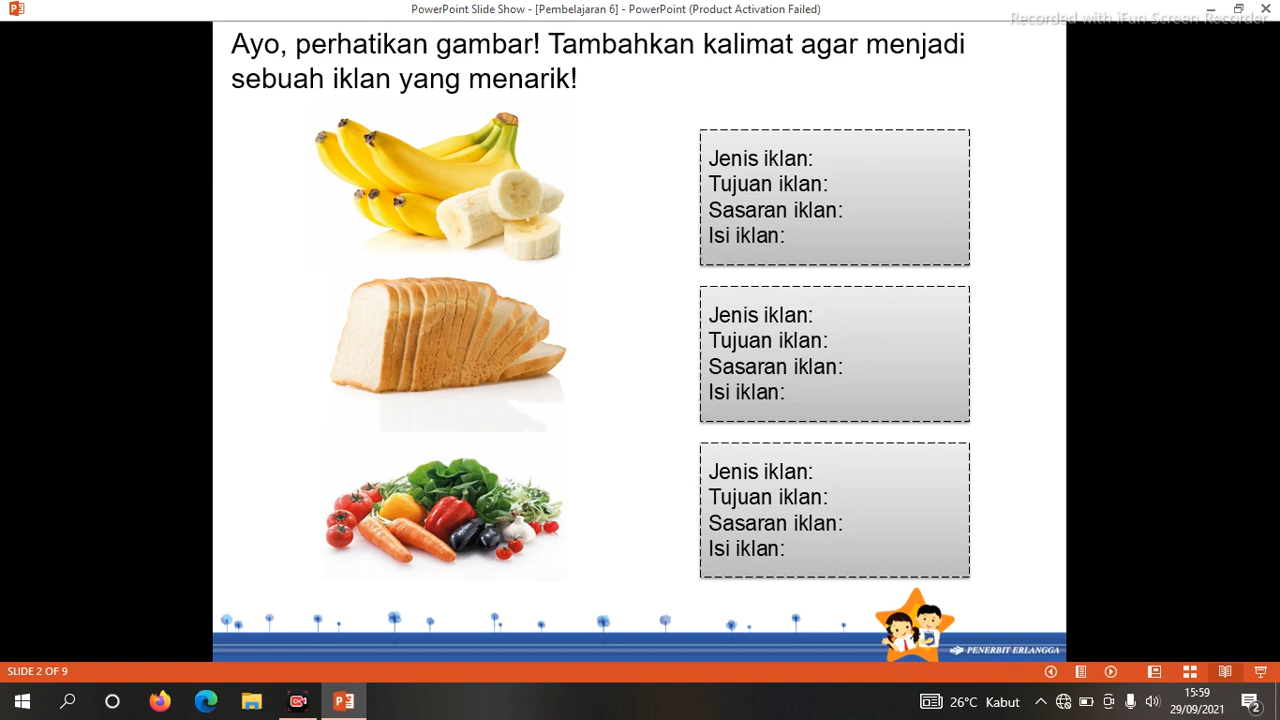 PowerPoint Slide Show - [Pembelajaran 6] - PowerPoint (Product Activation Failed)
Recorded with iFun Screen Recorder
Ayo, perhatikan gambar! Tambahkan kalimat agar menjadi
sebuah iklan yang menarik!
Jenis iklan:
Tujuan iklan:
Sasaran iklan:
Isi iklan:
Jenis iklan:
Tujuan iklan:
Sasaran iklan:
Isi iklan:
Jenis iklan:
Tujuan iklan:
Sasaran iklan:
Isi iklan:
PENERBIT ERLANGGA
SLIDE 2 OF 9
26°C Kabut
15:59
29/09/2021
2